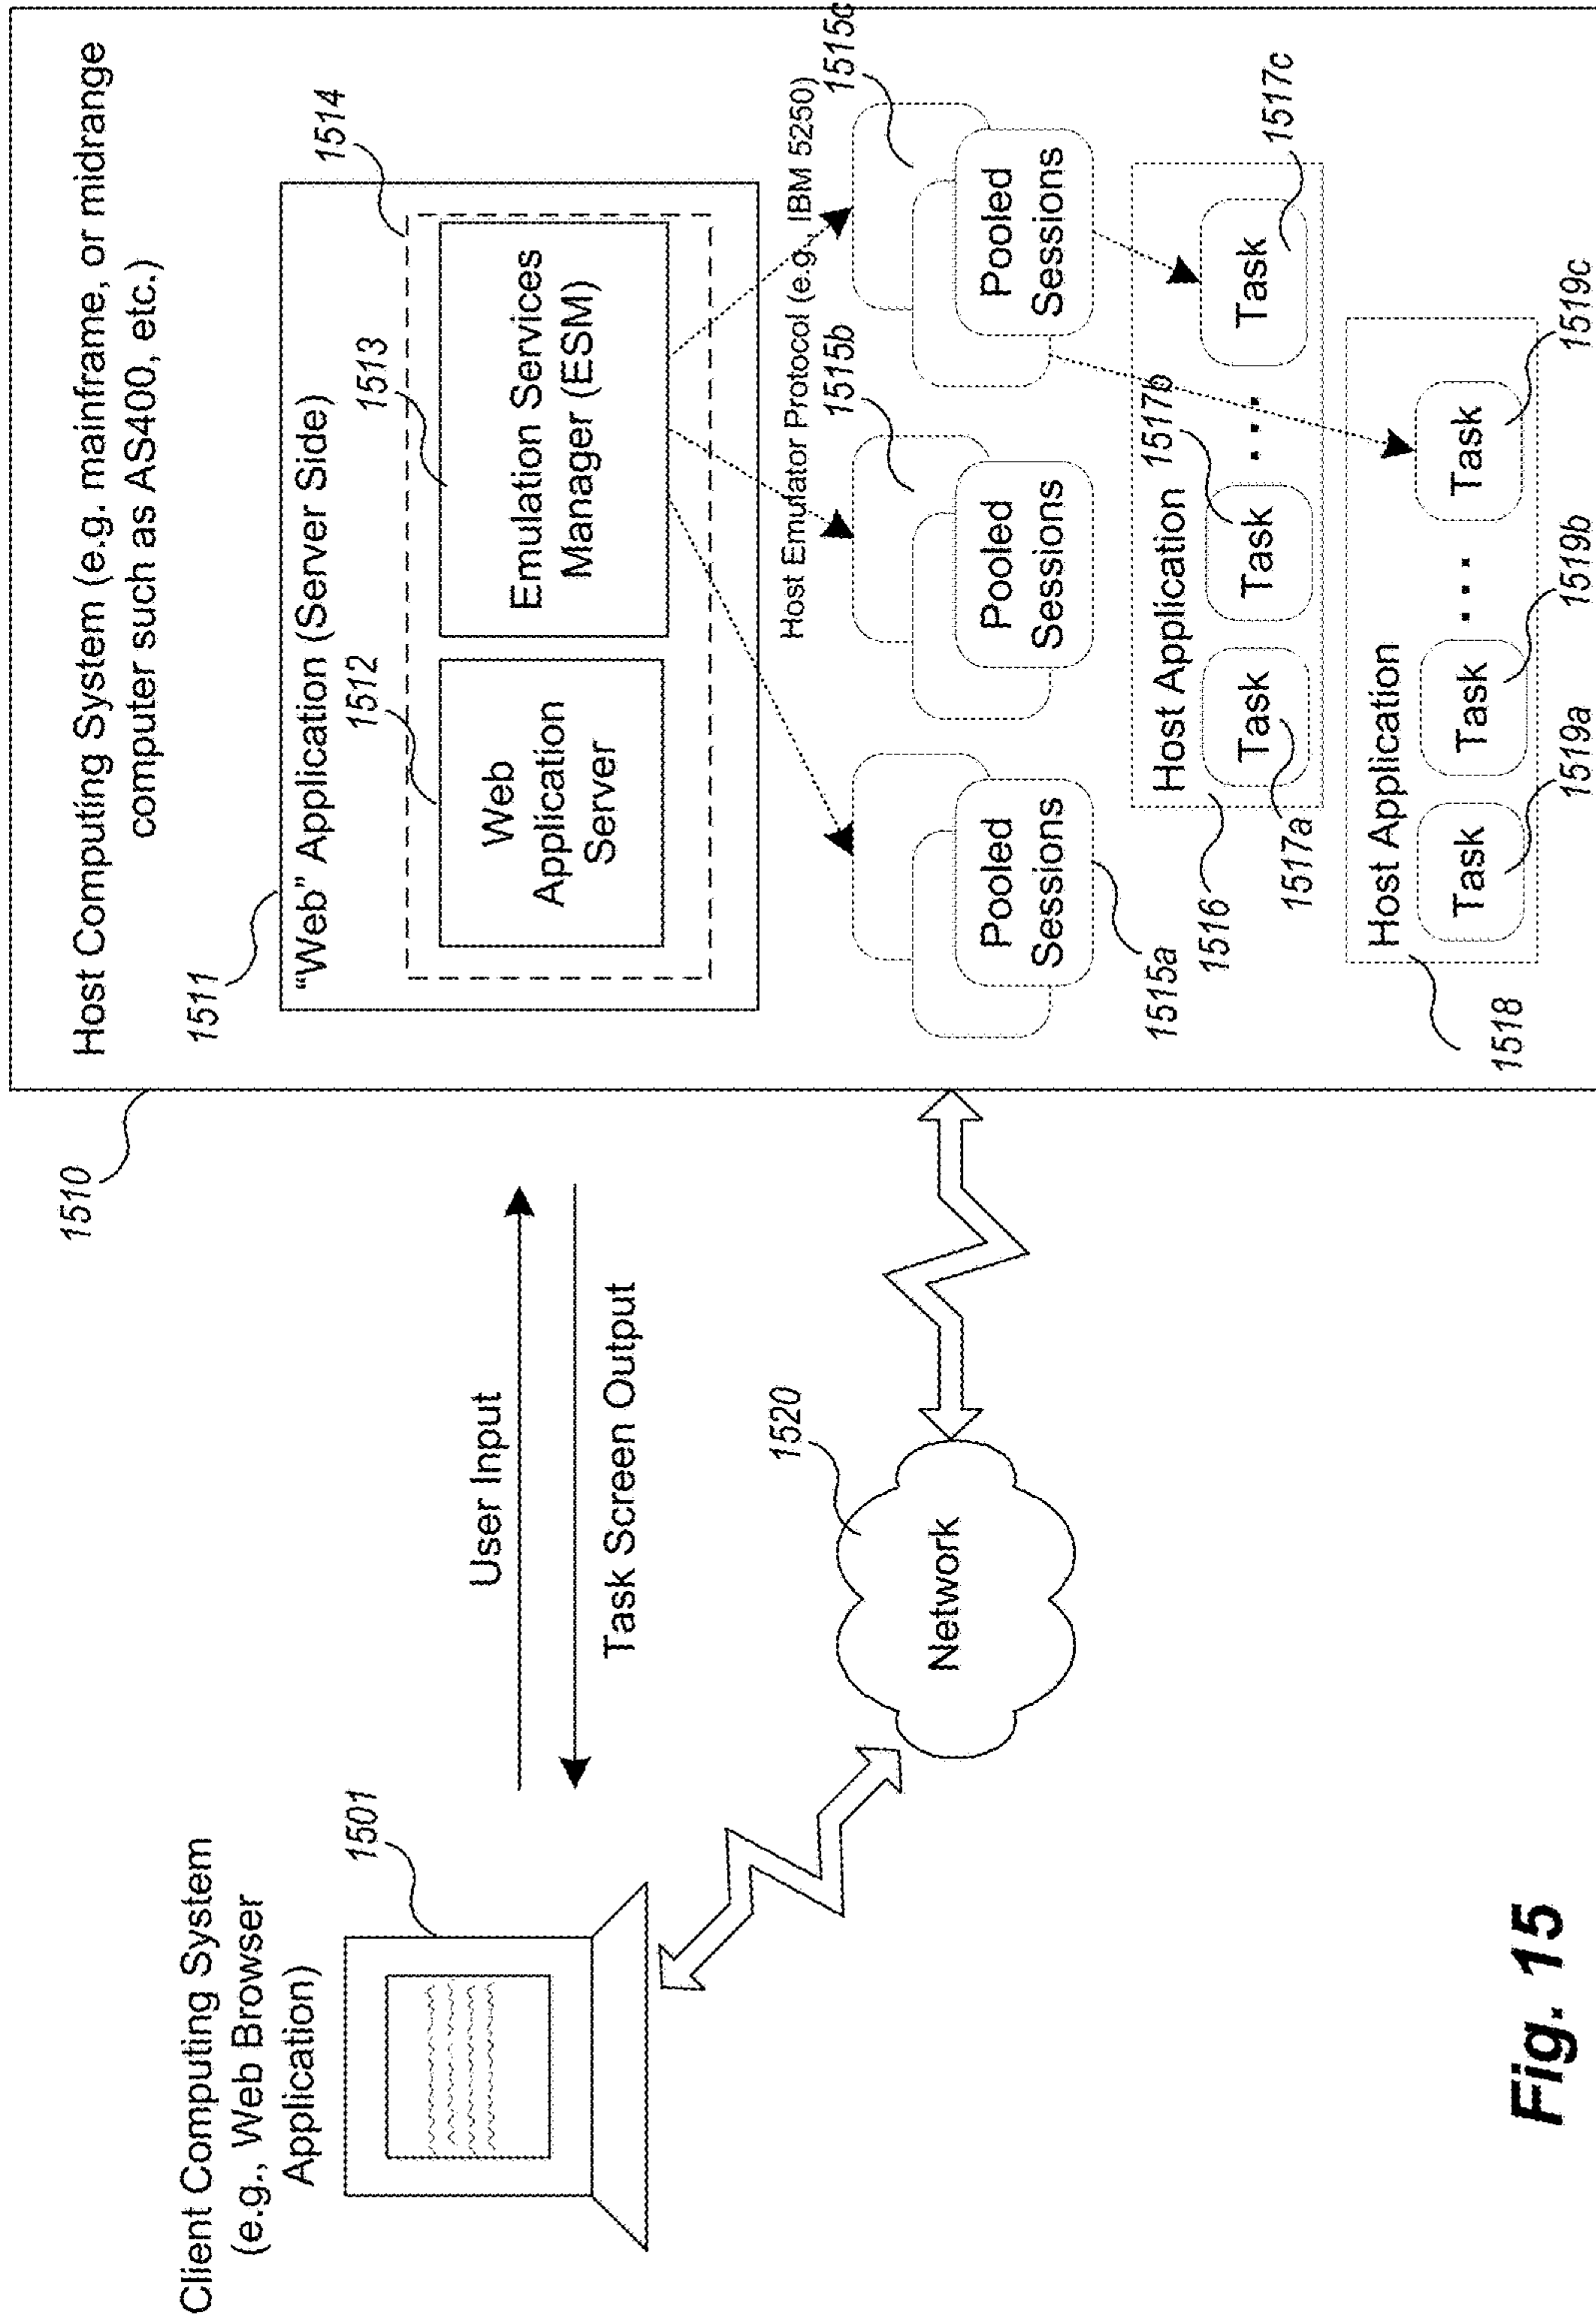 Client Computing System
(e.g., Web Browser
Application)
1501
User Input
Task Screen Output
Network
1520
1510
Host Computing System (e.g. mainframe, or midrange
computer such as AS400, etc.)
1511
"Web" Application (Server Side)
1512
1513
1514
Web
Application
Server
Emulation Services
Manager (ESM)
Host Emulator Protocol (e.g., IBM 5250)
1515b
1515c
Pooled
Sessions
Pooled
Sessions
Pooled
Sessions
1515a
1516
Host Application
1517b
Task
Task
...
Task
1517a
1517c
1518
Host Application
Task
Task
...
Task
1519a
1519b
1519c
Fig. 15